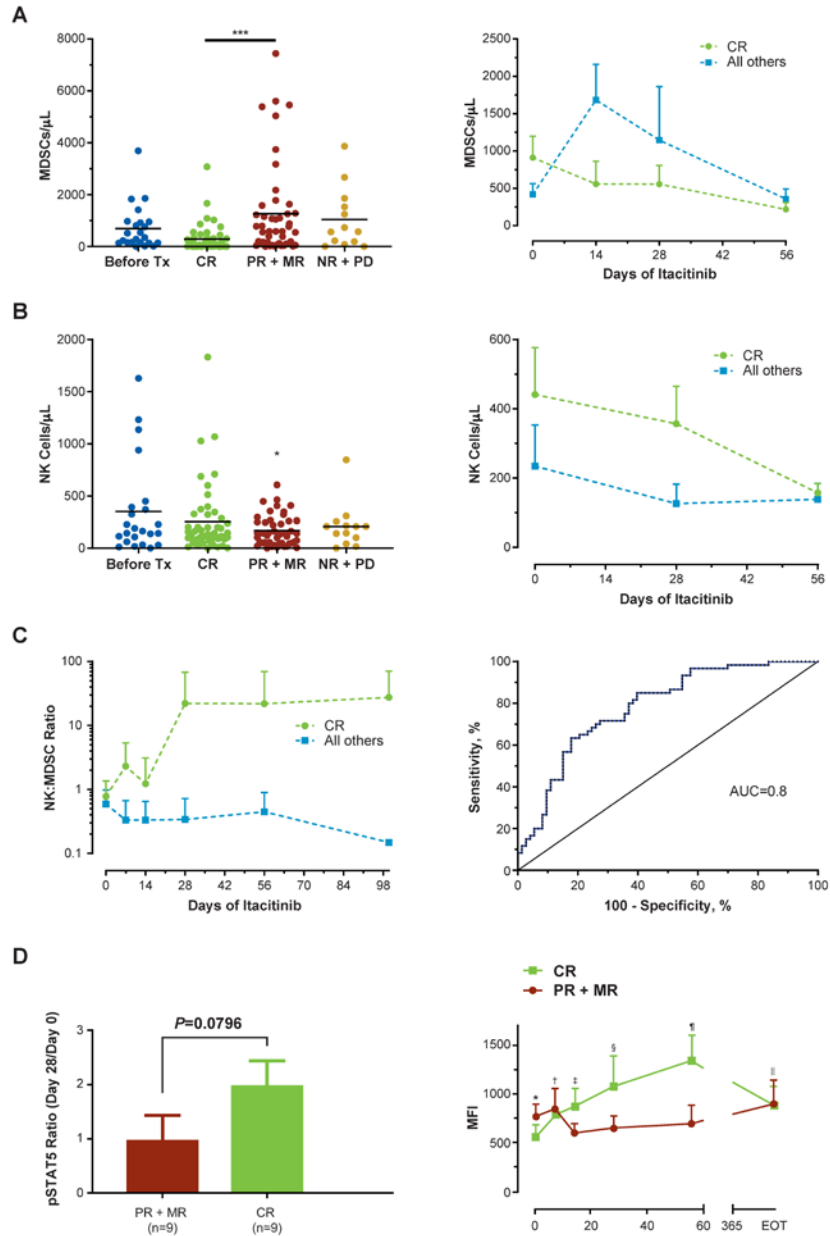 A
MDSCs/μL
8000
6000
4000
2000
0
***
Before Tx
CR
PR + MR
NR + PD
MDSCs/μL
2500
2000
1500
1000
500
0
CR
All others
0
14
28
42
56
Days of Itacitinib
B
NK Cells/μL
2000
1500
1000
500
0
*
Before Tx
CR
PR + MR
NR + PD
NK Cells/μL
600
400
200
0
CR
All others
0
14
28
42
56
Days of Itacitinib
C
NK:MDSC Ratio
100
10
1
0.1
CR
All others
0
14
28
42
56
70
84
98
Days of Itacitinib
Sensitivity, %
100
80
60
40
20
0
AUC=0.8
0
20
40
60
80
100
100 - Specificity, %
D
pSTAT5 Ratio (Day 28/Day 0)
3
2
1
0
P=0.0796
PR + MR
(n=9)
CR
(n=9)
CR
PR + MR
MFI
1500
1000
500
0
*
†
‡
§
¶
||
0
20
40
60
365
EOT